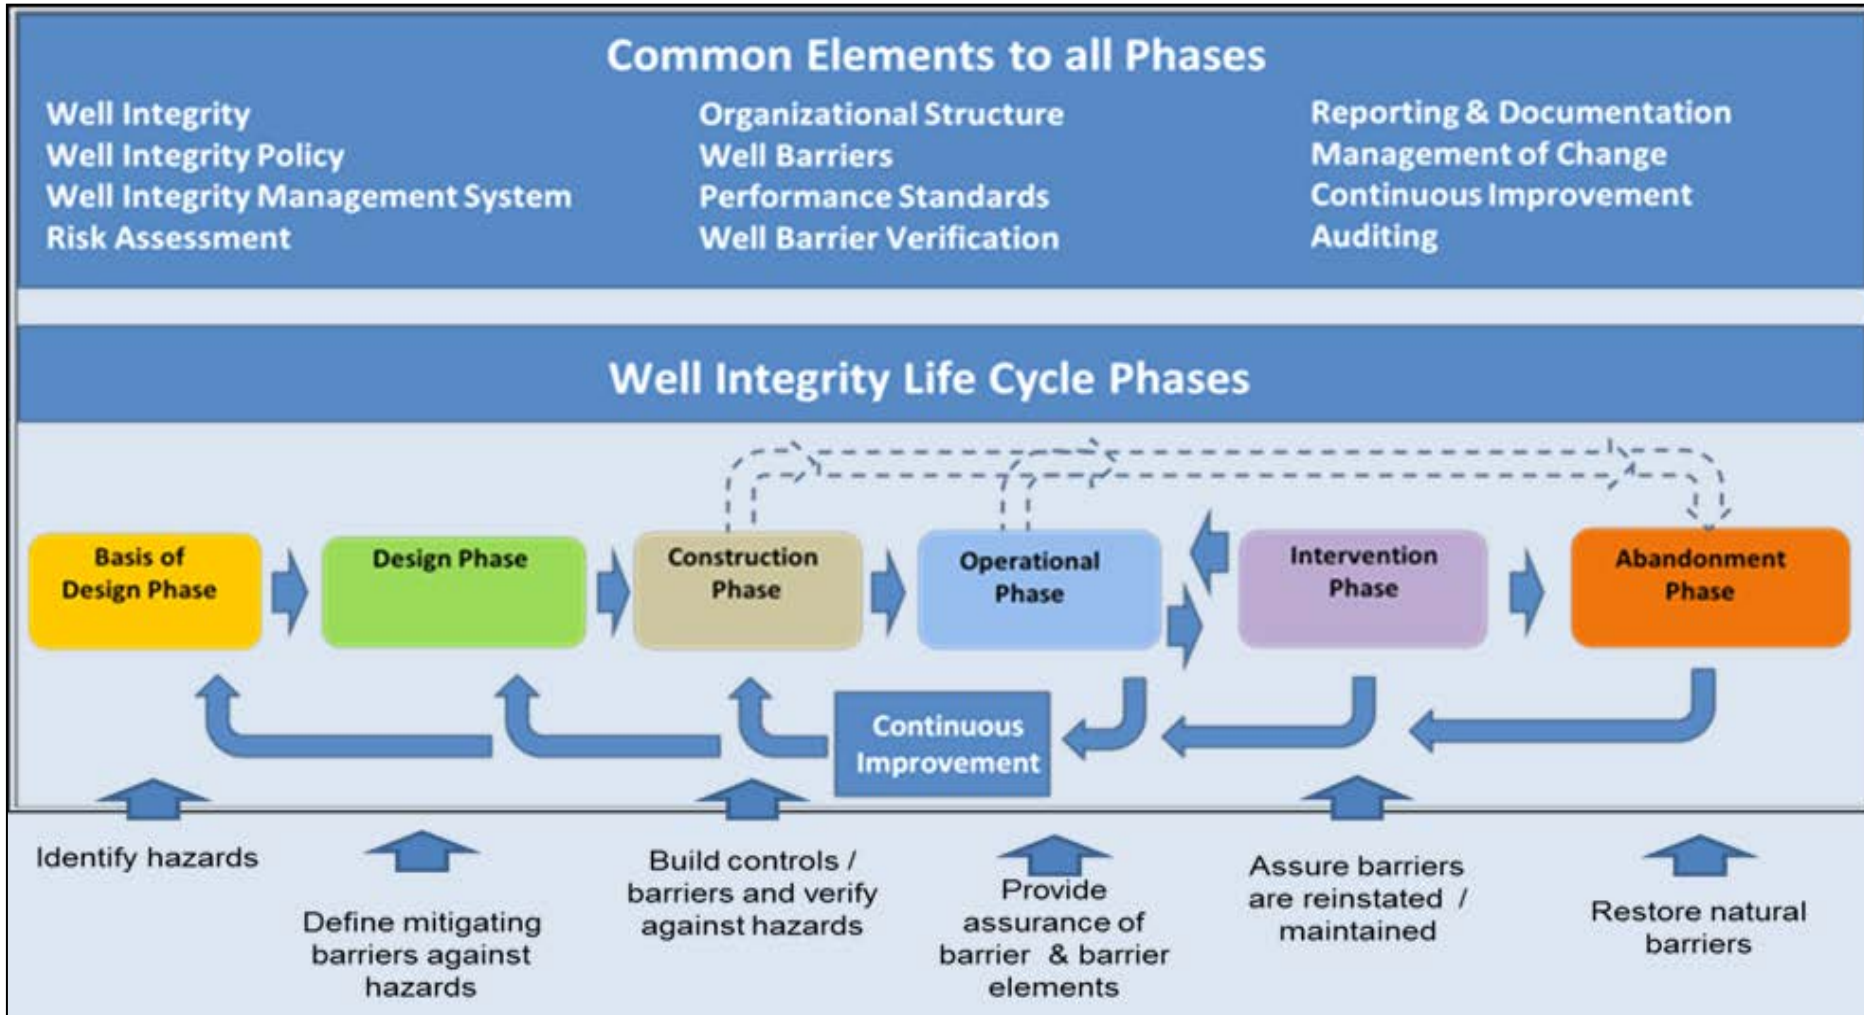 Common Elements to all Phases
Well Integrity
Well Integrity Policy
Well Integrity Management System
Risk Assessment
Organizational Structure
Well Barriers
Performance Standards
Well Barrier Verification
Reporting & Documentation
Management of Change
Continuous Improvement
Auditing
Well Integrity Life Cycle Phases
Basis of
Design Phase
Design Phase
Construction
Phase
Operational
Phase
Intervention
Phase
Abandonment
Phase
Continuous
Improvement
Identify hazards
Define mitigating
barriers against
hazards
Build controls /
barriers and verify
against hazards
Provide
assurance of
barrier & barrier
elements
Assure barriers
are reinstated /
maintained
Restore natural
barriers